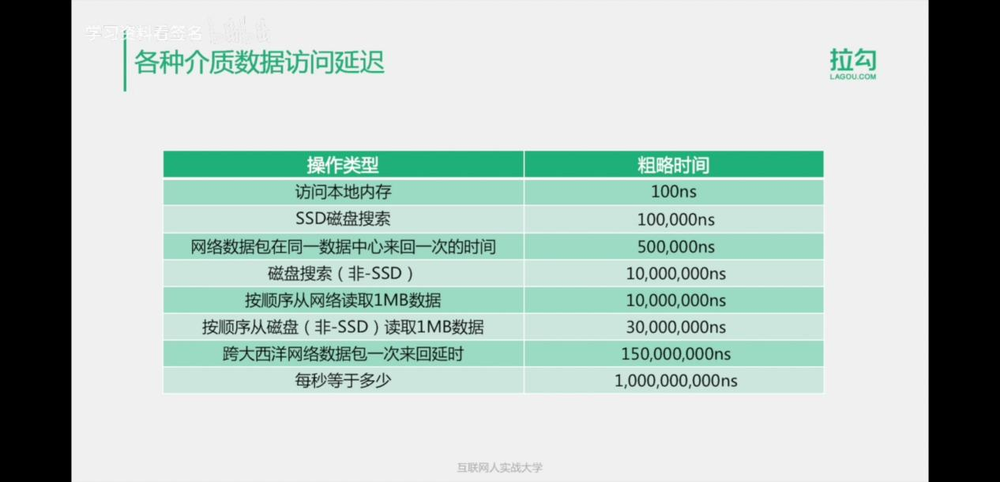 学习资料看签名
各种介质数据访问延迟
拉勾
LAGOU.COM
操作类型 粗略时间
访问本地内存 100ns
SSD磁盘搜索 100,000ns
网络数据包在同一数据中心来回一次的时间 500,000ns
磁盘搜索（非-SSD） 10,000,000ns
按顺序从网络读取1MB数据 10,000,000ns
按顺序从磁盘（非-SSD）读取1MB数据 30,000,000ns
跨大西洋网络数据包一次来回延时 150,000,000ns
每秒等于多少 1,000,000,000ns
互联网人实战大学